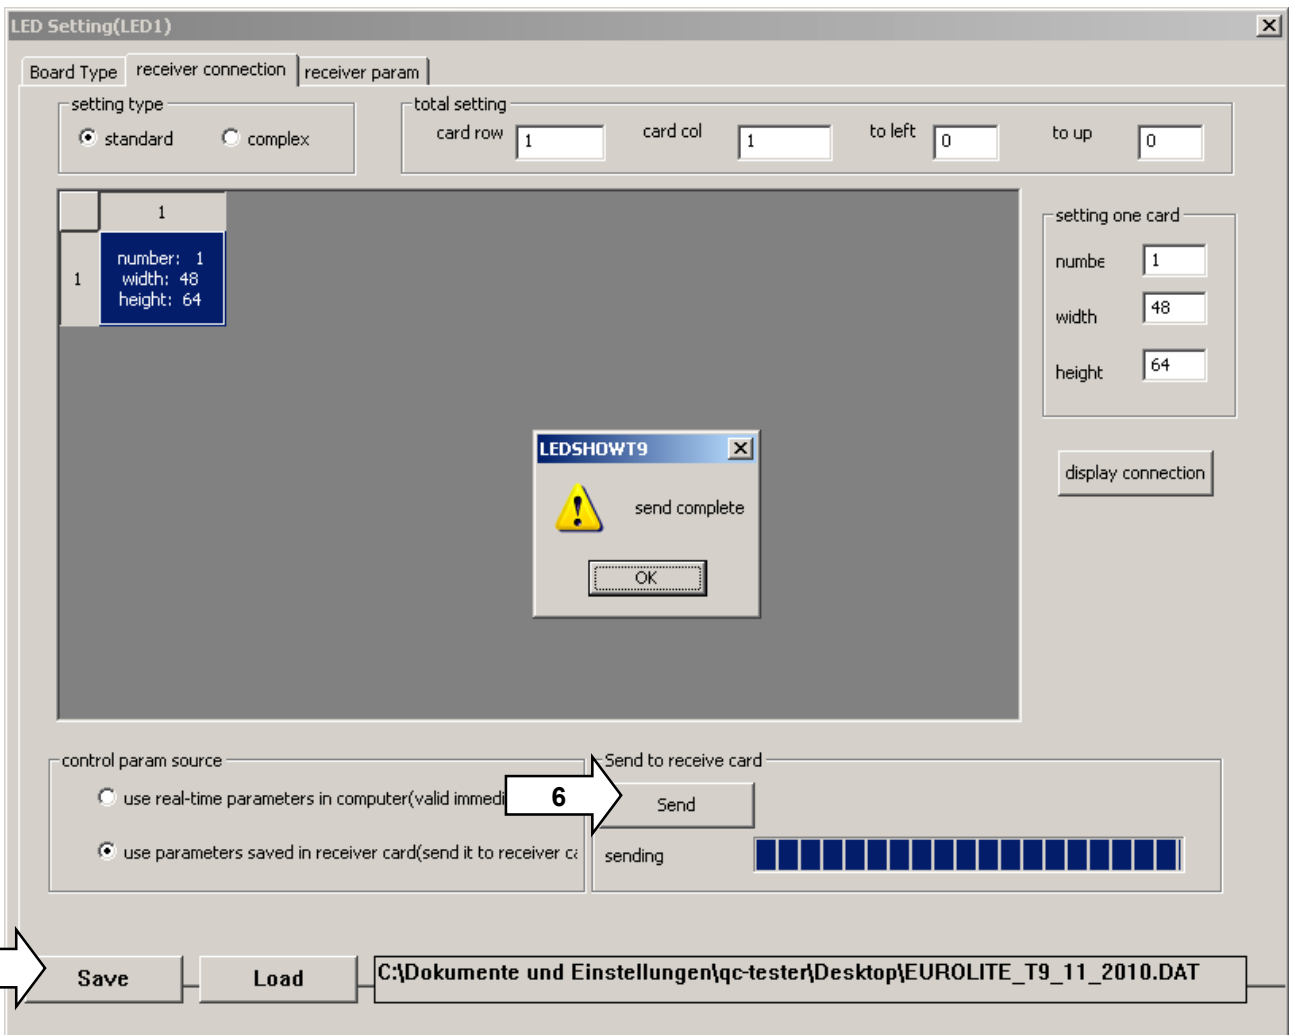 LED Setting(LED1)
Board Type receiver connection receiver param
setting type
standard complex
total setting
card row 1 card col 1 to left 0 to up 0
1
1
number: 1
width: 48
height: 64
setting one card
numbe 1
width 48
height 64
display connection
LEDSHOWT9
send complete
OK
control param source
use real-time parameters in computer(valid immedi
use parameters saved in receiver card(send it to receiver ca
6
Send to receive card
Send
sending
Save Load C:\Dokumente und Einstellungen\qc-tester\Desktop\EUROLITE_T9_11_2010.DAT